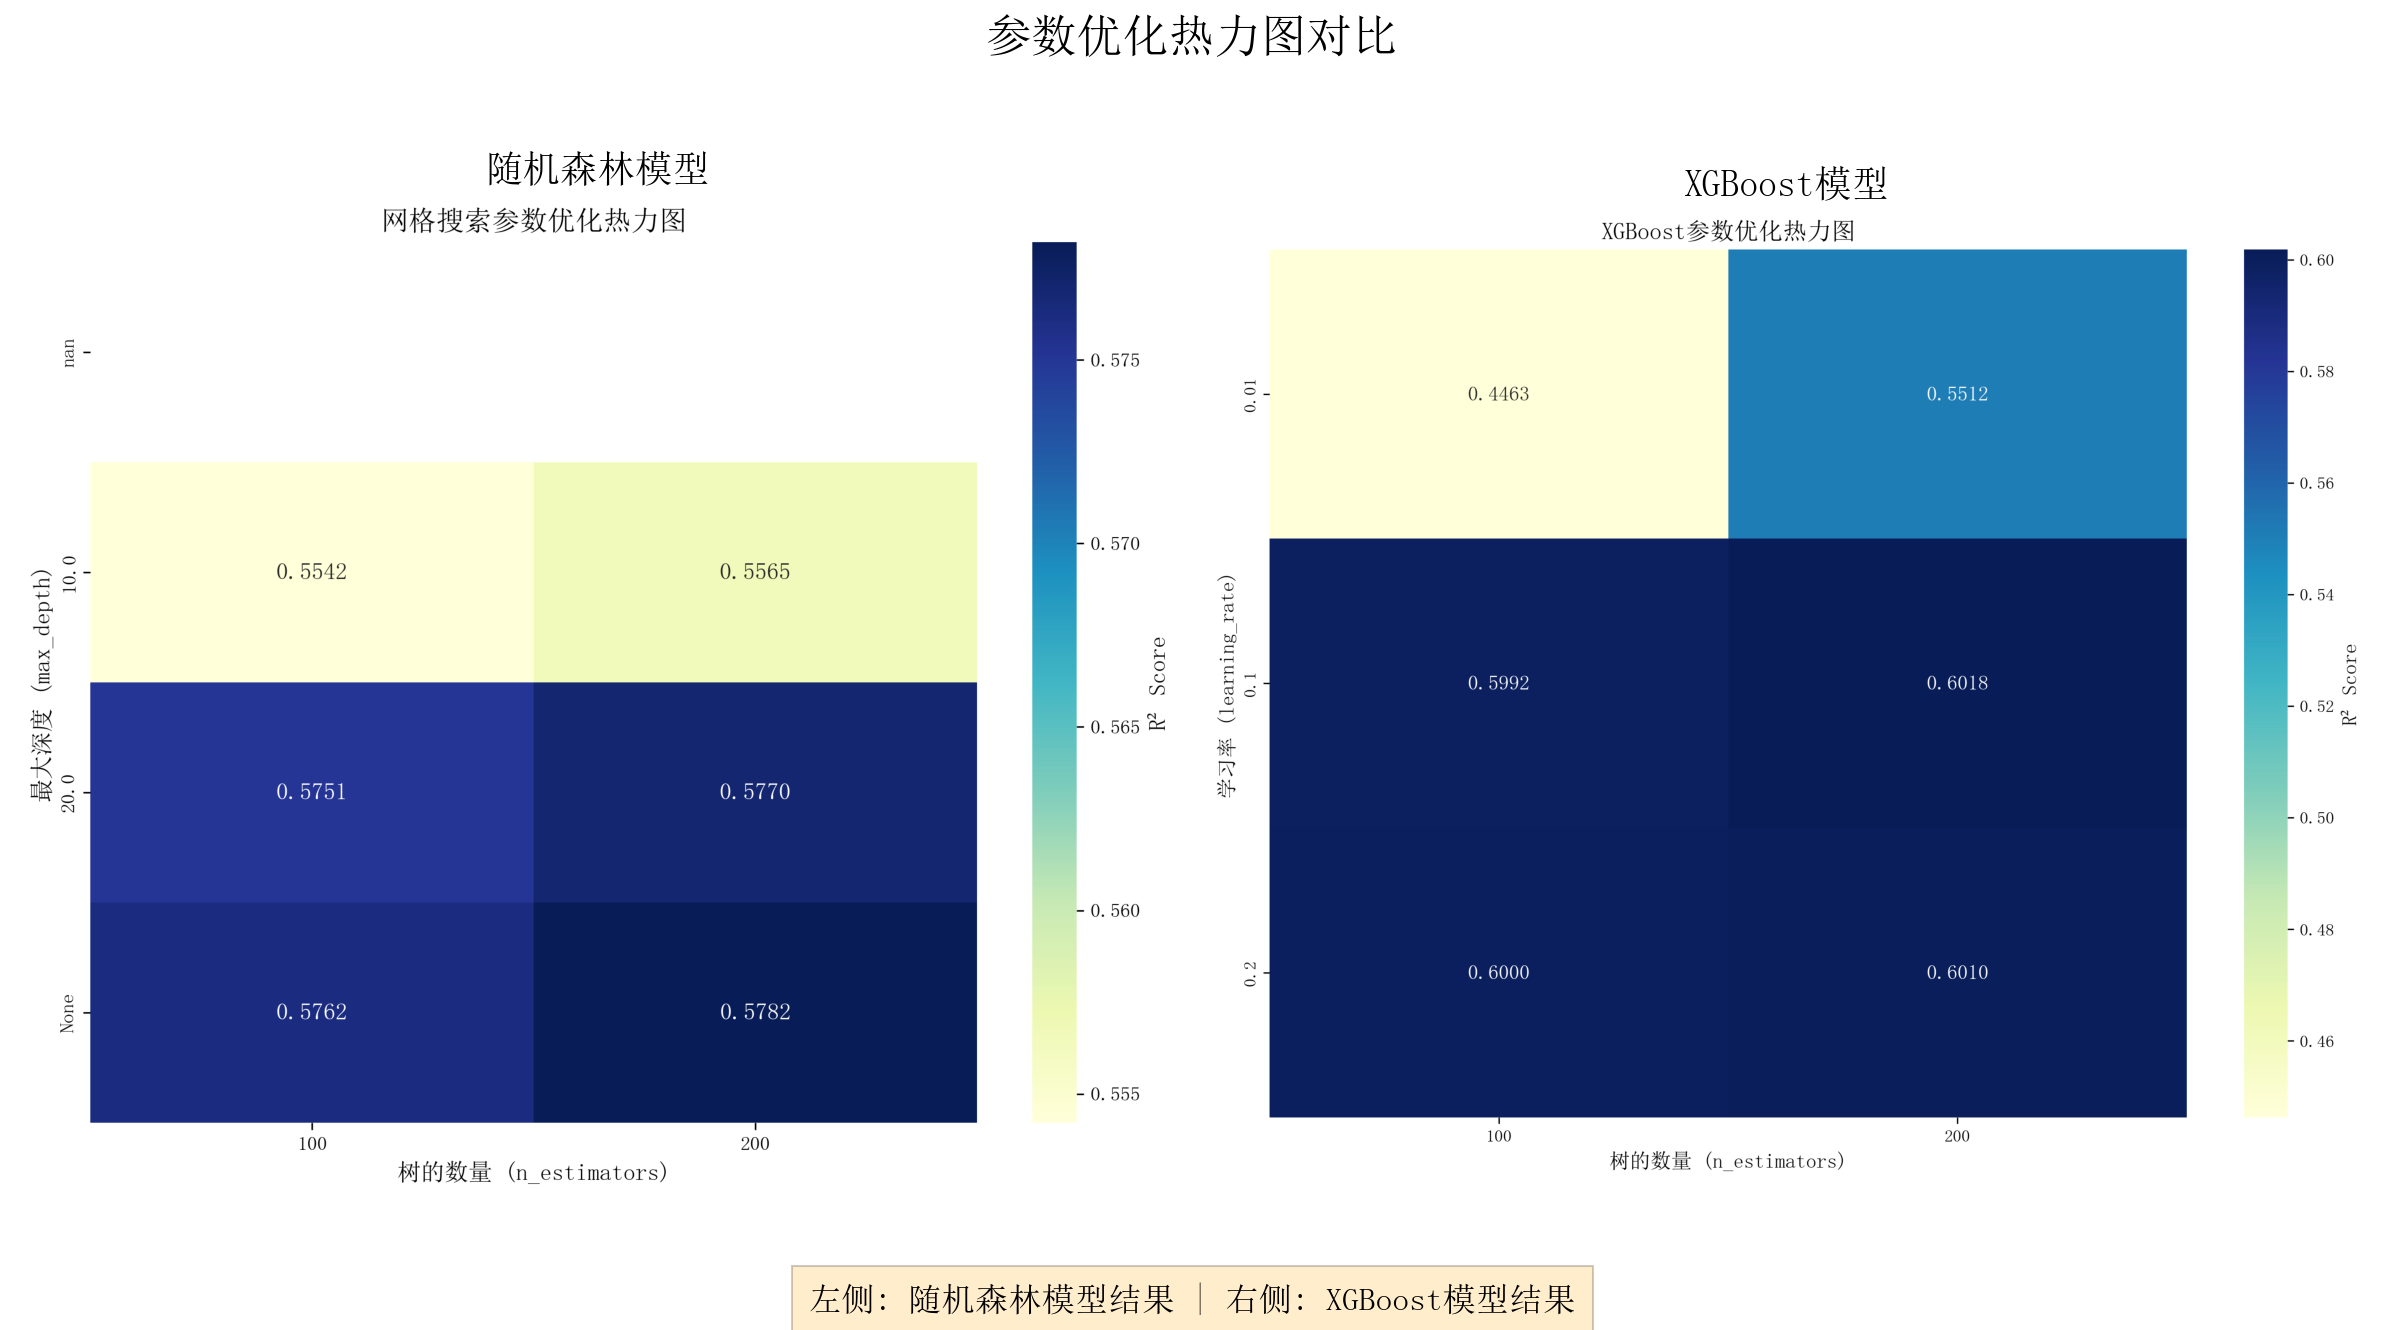 参数优化热力图对比
随机森林模型
网格搜索参数优化热力图
最大深度 (max_depth)
nan
10.0
20.0
None
0.5542
0.5565
0.5751
0.5770
0.5762
0.5782
100
200
树的数量 (n_estimators)
0.575
0.570
0.565
0.560
0.555
R² Score
XGBoost模型
XGBoost参数优化热力图
学习率 (learning_rate)
0.01
0.1
0.2
0.4463
0.5512
0.5992
0.6018
0.6000
0.6010
100
200
树的数量 (n_estimators)
0.60
0.58
0.56
0.54
0.52
0.50
0.48
0.46
R² Score
左侧: 随机森林模型结果 | 右侧: XGBoost模型结果